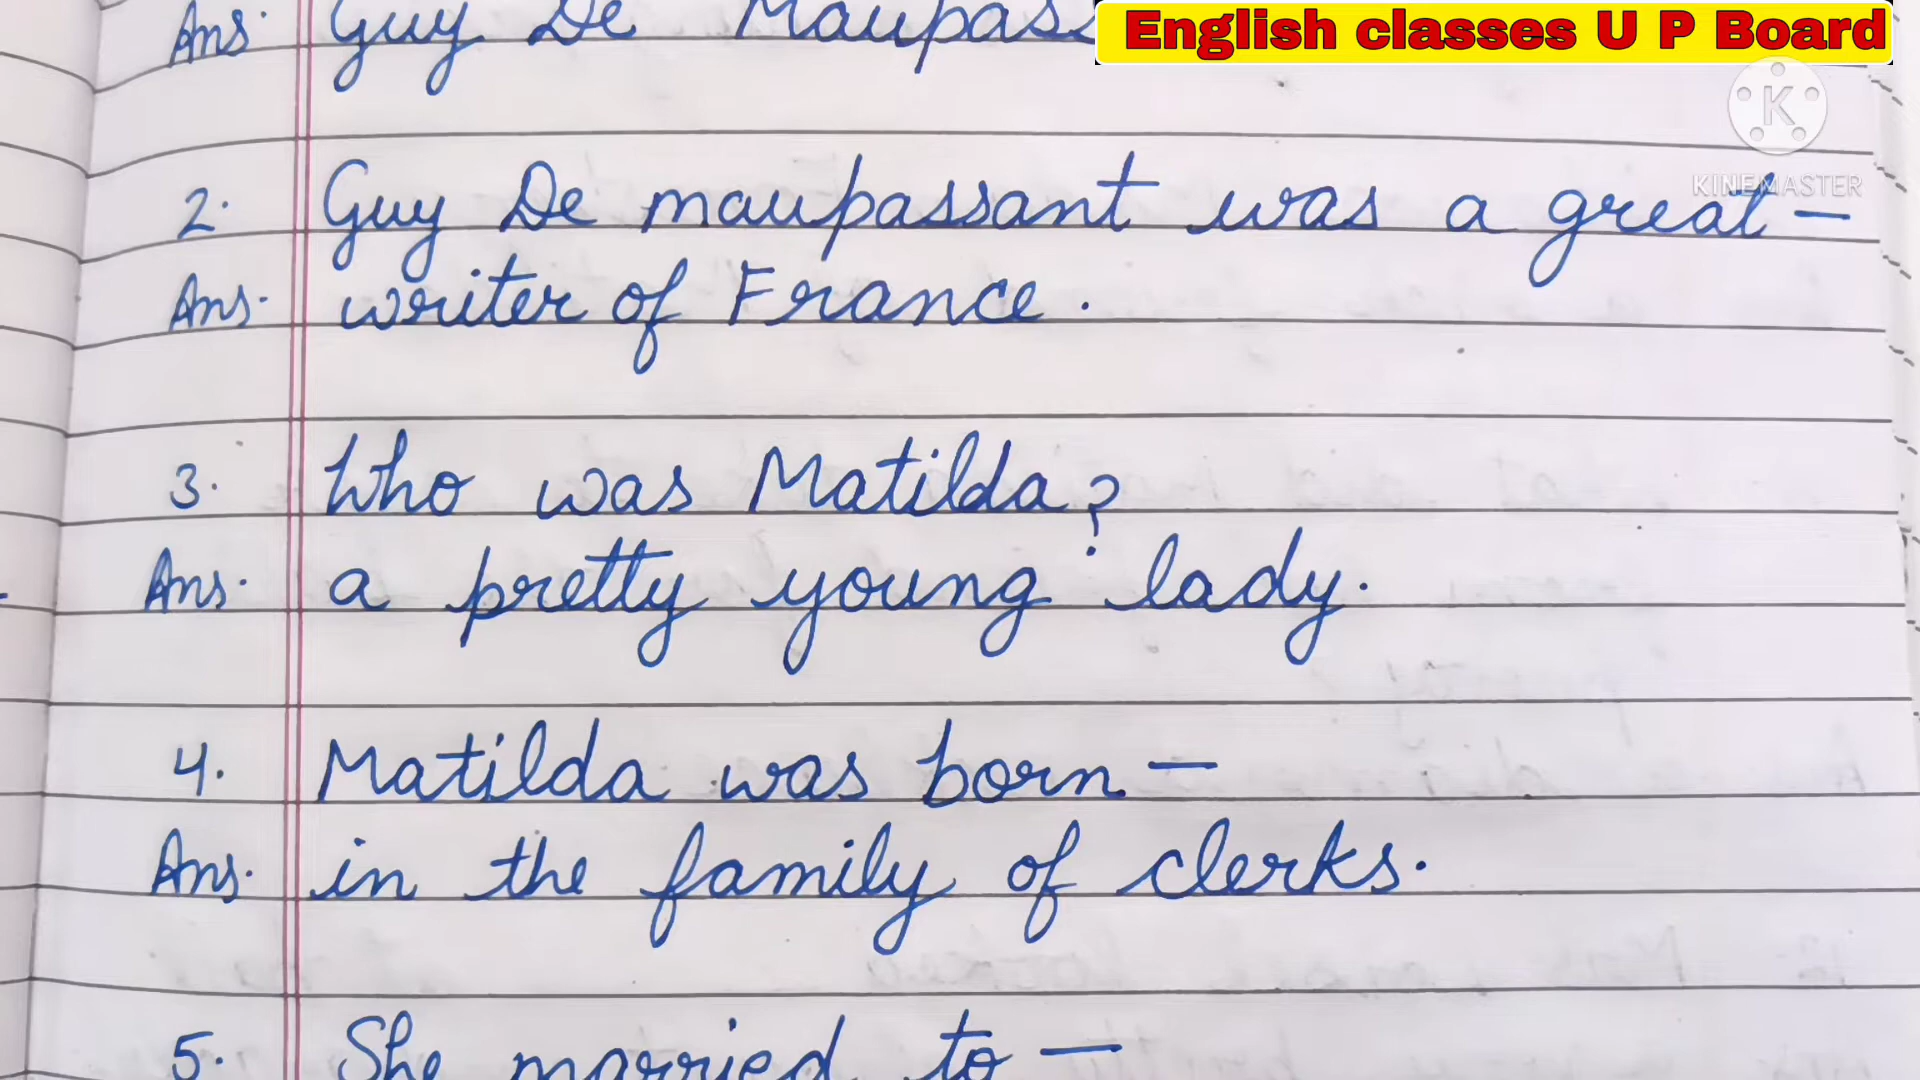 English classes U P Board
Ans. Guy De Maupass
KINEMASTER
2. Guy De maupassant was a great —
Ans. writer of France.
3. Who was Matilda?
Ans. a pretty young lady.
4. Matilda was born —
Ans. in the family of clerks.
5. She married to —